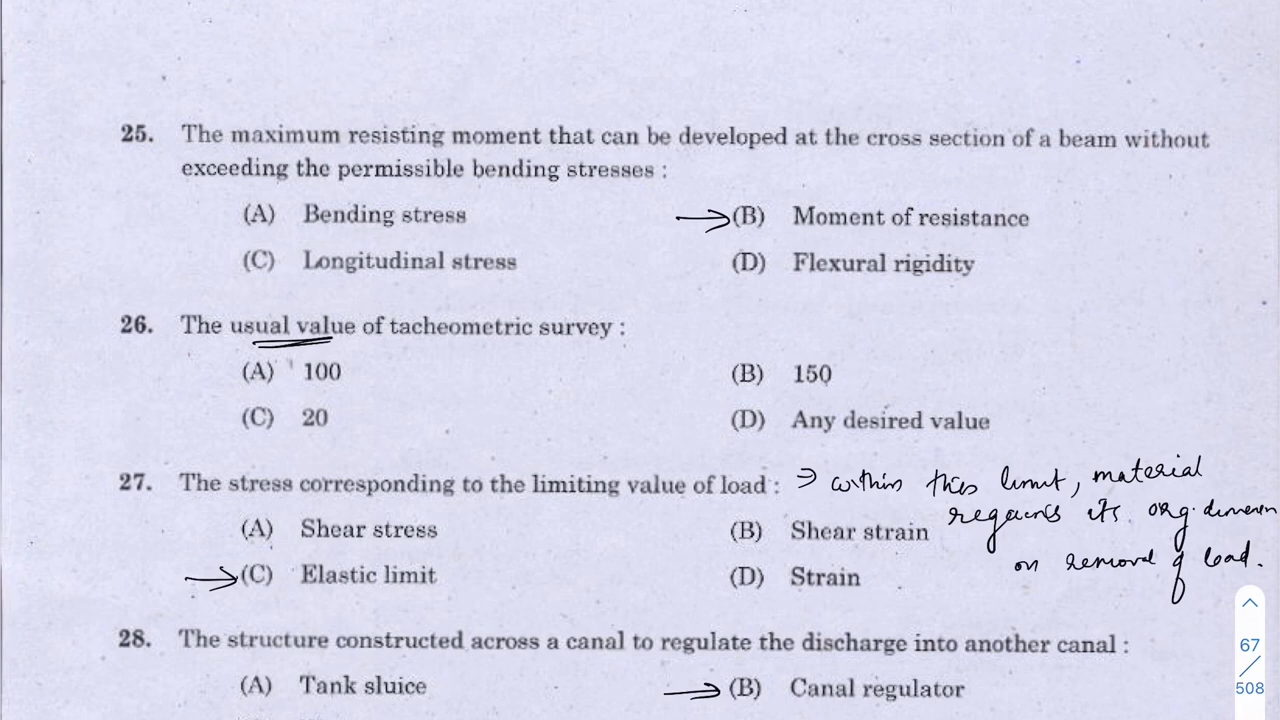 25. The maximum resisting moment that can be developed at the cross section of a beam without
exceeding the permissible bending stresses :
(A) Bending stress (B) Moment of resistance
(C) Longitudinal stress (D) Flexural rigidity
26. The usual value of tacheometric survey :
(A) 100 (B) 150
(C) 20 (D) Any desired value
27. The stress corresponding to the limiting value of load : ⇒ within this limit, material
regains its org. dimension
(A) Shear stress (B) Shear strain
on removal of load.
(C) Elastic limit (D) Strain
28. The structure constructed across a canal to regulate the discharge into another canal :
(A) Tank sluice (B) Canal regulator
67
/
508